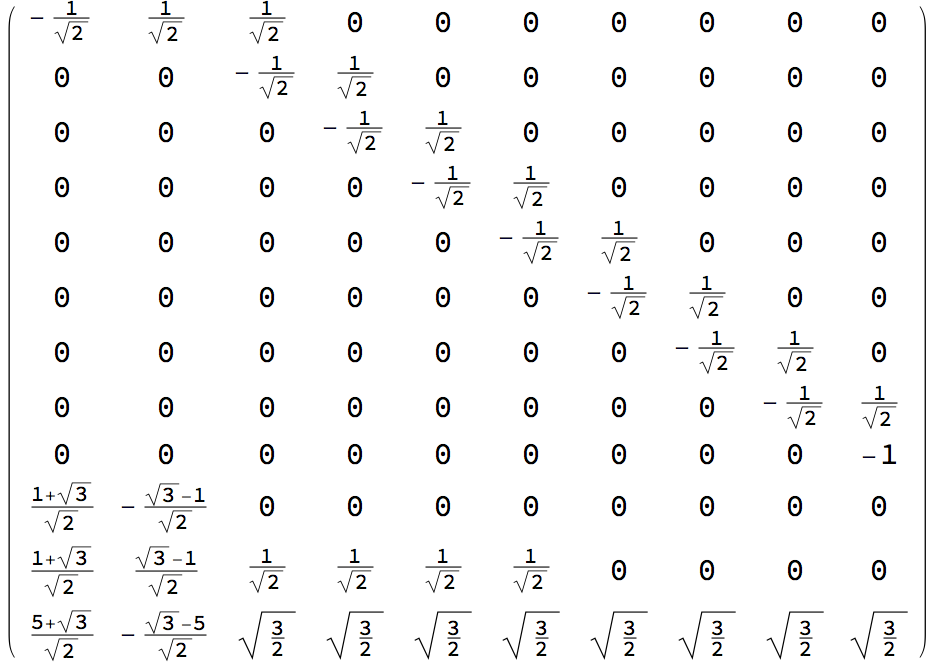 ( -1/√2 1/√2 1/√2 0 0 0 0 0 0 0
0 0 -1/√2 1/√2 0 0 0 0 0 0
0 0 0 -1/√2 1/√2 0 0 0 0 0
0 0 0 0 -1/√2 1/√2 0 0 0 0
0 0 0 0 0 -1/√2 1/√2 0 0 0
0 0 0 0 0 0 -1/√2 1/√2 0 0
0 0 0 0 0 0 0 -1/√2 1/√2 0
0 0 0 0 0 0 0 0 -1/√2 1/√2
0 0 0 0 0 0 0 0 0 -1
(1+√3)/√2 -(√3-1)/√2 0 0 0 0 0 0 0 0
(1+√3)/√2 (√3-1)/√2 1/√2 1/√2 1/√2 1/√2 0 0 0 0
(5+√3)/√2 -(√3-5)/√2 √(3/2) √(3/2) √(3/2) √(3/2) √(3/2) √(3/2) √(3/2) √(3/2) )